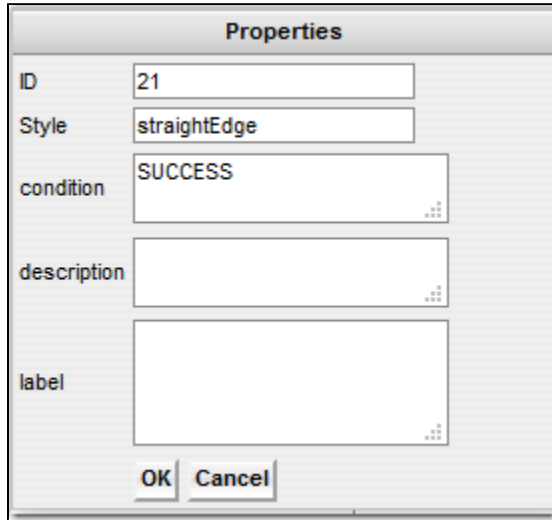 Properties
ID 21
Style straightEdge
condition SUCCESS
description
label
OK Cancel